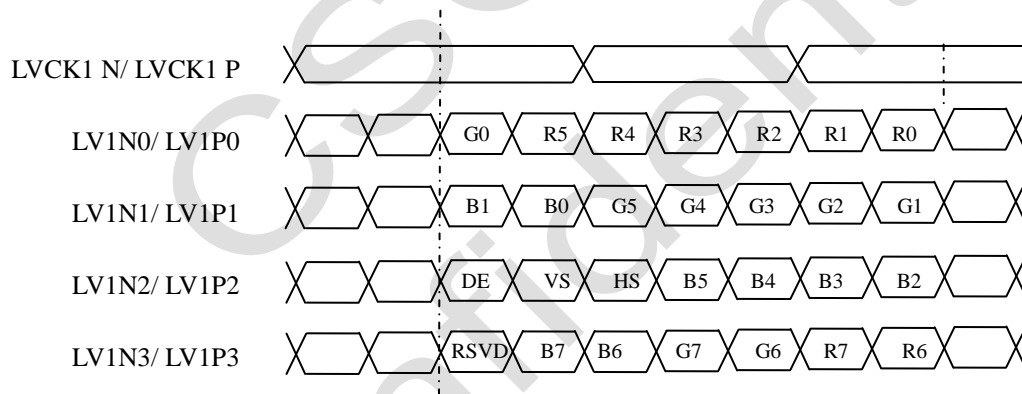 LVCK1 N/ LVCK1 P
LV1N0/ LV1P0 G0 R5 R4 R3 R2 R1 R0
LV1N1/ LV1P1 B1 B0 G5 G4 G3 G2 G1
LV1N2/ LV1P2 DE VS HS B5 B4 B3 B2
LV1N3/ LV1P3 RSVD B7 B6 G7 G6 R7 R6